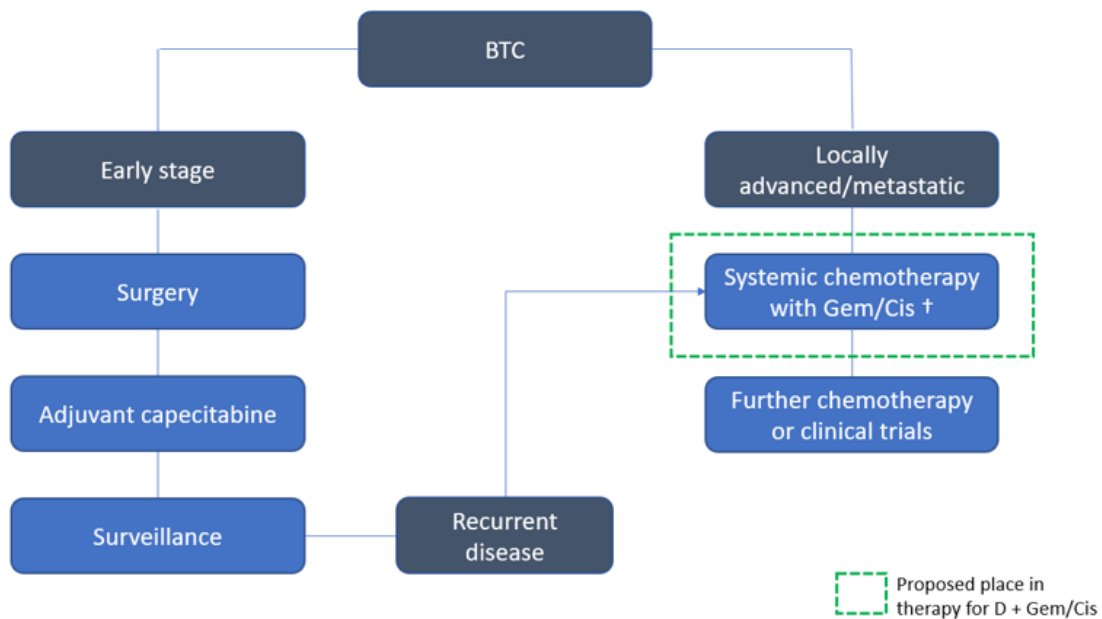 BTC
Early stage
Locally
advanced/metastatic
Surgery
Systemic chemotherapy
with Gem/Cis †
Adjuvant capecitabine
Further chemotherapy
or clinical trials
Surveillance
Recurrent
disease
Proposed place in
therapy for D + Gem/Cis